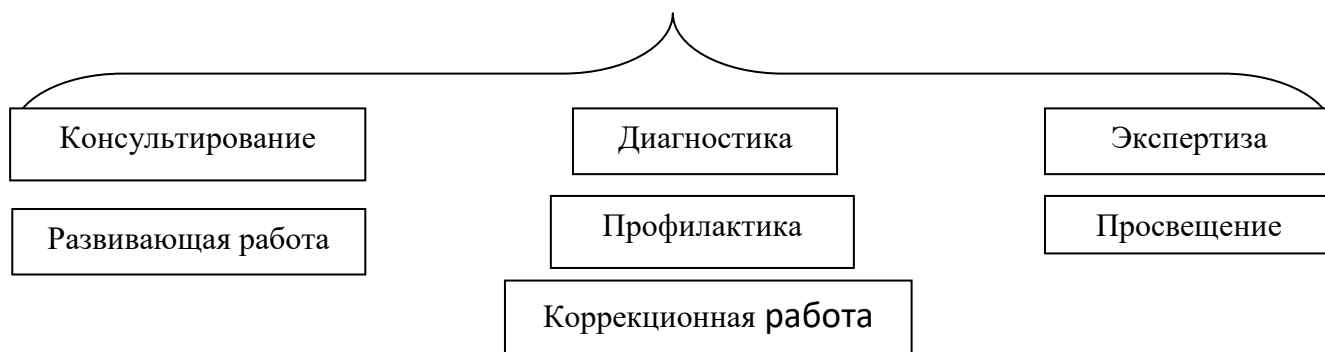 Консультирование
Диагностика
Экспертиза
Развивающая работа
Профилактика
Просвещение
Коррекционная работа